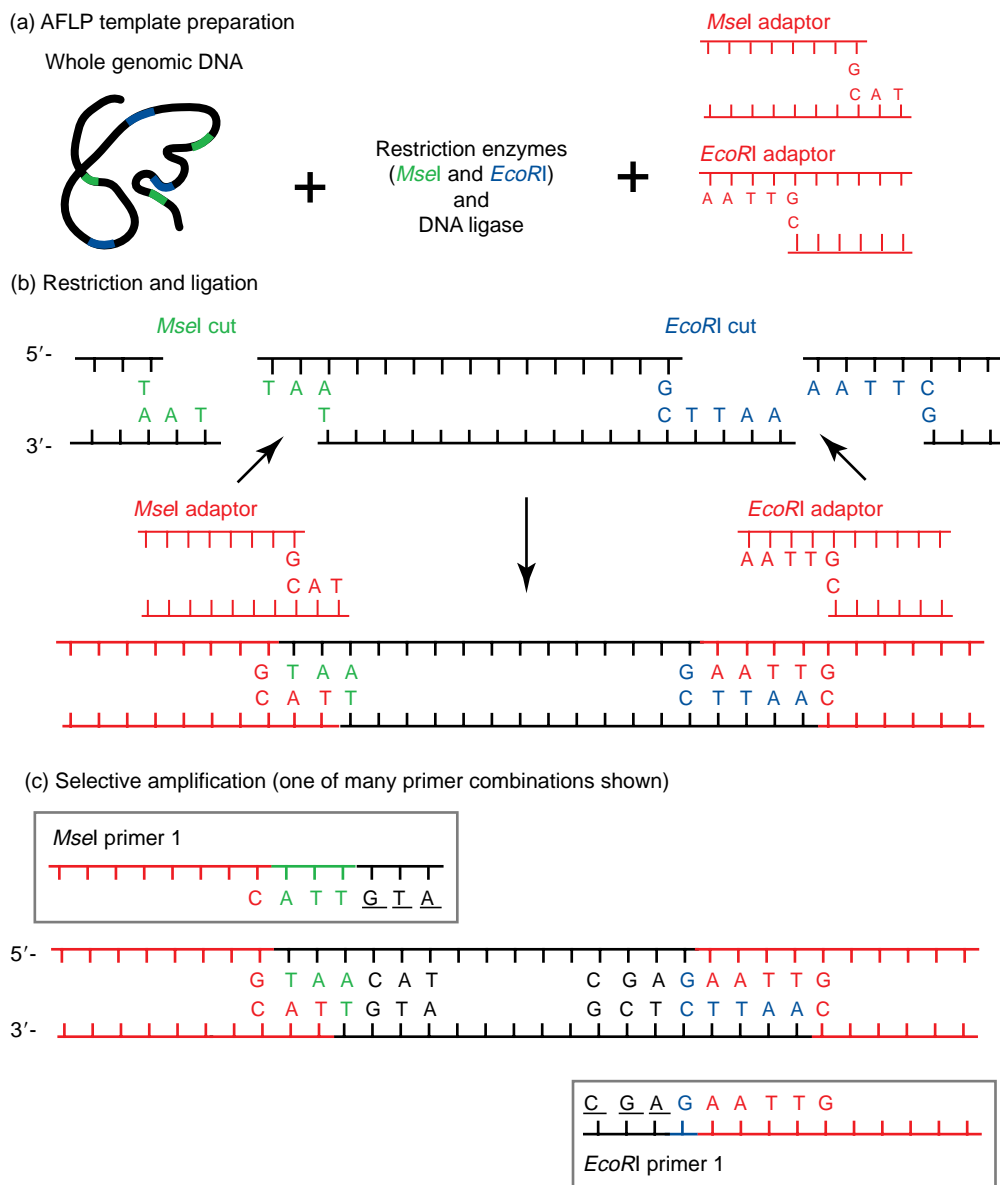 (a) AFLP template preparation
Whole genomic DNA
+
Restriction enzymes
(MseI and EcoRI)
and
DNA ligase
+
MseI adaptor
G
C A T
EcoRI adaptor
A A T T G
C
(b) Restriction and ligation
MseI cut
EcoRI cut
5′-
T T A A G A A T T C
A A T T C T T A A G
3′-
MseI adaptor
G
C A T
EcoRI adaptor
A A T T G
C
G T A A G A A T T G
C A T T C T T A A C
(c) Selective amplification (one of many primer combinations shown)
MseI primer 1
C A T T G T A
5′-
G T A A C A T C G A G A A T T G
C A T T G T A G C T C T T A A C
3′-
C G A G A A T T G
EcoRI primer 1